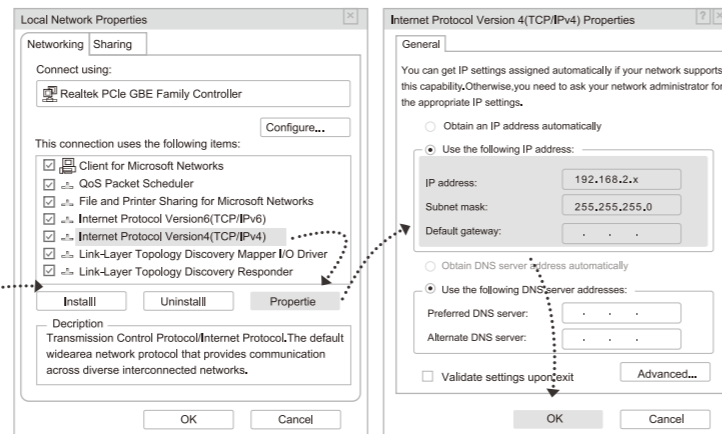 Local Network Properties
Networking Sharing
Connect using:
Realtek PCIe GBE Family Controller
Configure...
This connection uses the following items:
Client for Microsoft Networks
QoS Packet Scheduler
File and Printer Sharing for Microsoft Networks
Internet Protocol Version6(TCP/IPv6)
Internet Protocol Version4(TCP/IPv4)
Link-Layer Topology Discovery Mapper I/O Driver
Link-Layer Topology Discovery Responder
Installl Uninstalll Propertie
Decription
Transmission Control Protocol/Internet Protocol.The default
widearea network protocol that provides communication
across diverse interconnected networks.
OK Cancel
Internet Protocol Version 4(TCP/IPv4) Properties
General
You can get IP settings assigned automatically if your network supports
this capability.Otherwise,you need to ask your network administrator for
the appropriate IP settings.
Obtain an IP address automatically
Use the following IP address:
IP address: 192.168.2.x
Subnet mask: 255.255.255.0
Default gateway: . . .
Obtain DNS server address automatically
Use the following DNS server addresses:
Preferred DNS server: . . .
Alternate DNS server: . . .
Validate settings upon exit Advanced...
OK Cancel